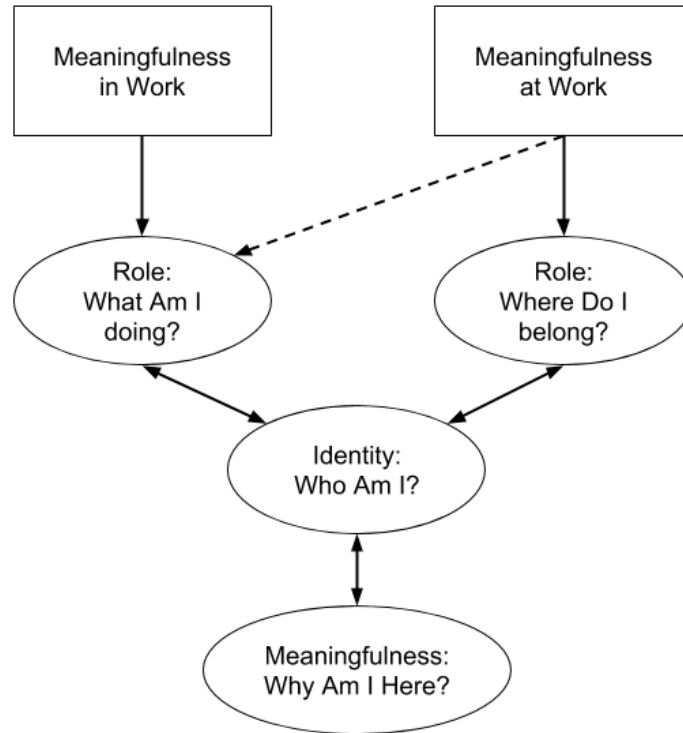 Meaningfulness
in Work
Meaningfulness
at Work
Role:
What Am I
doing?
Role:
Where Do I
belong?
Identity:
Who Am I?
Meaningfulness:
Why Am I Here?